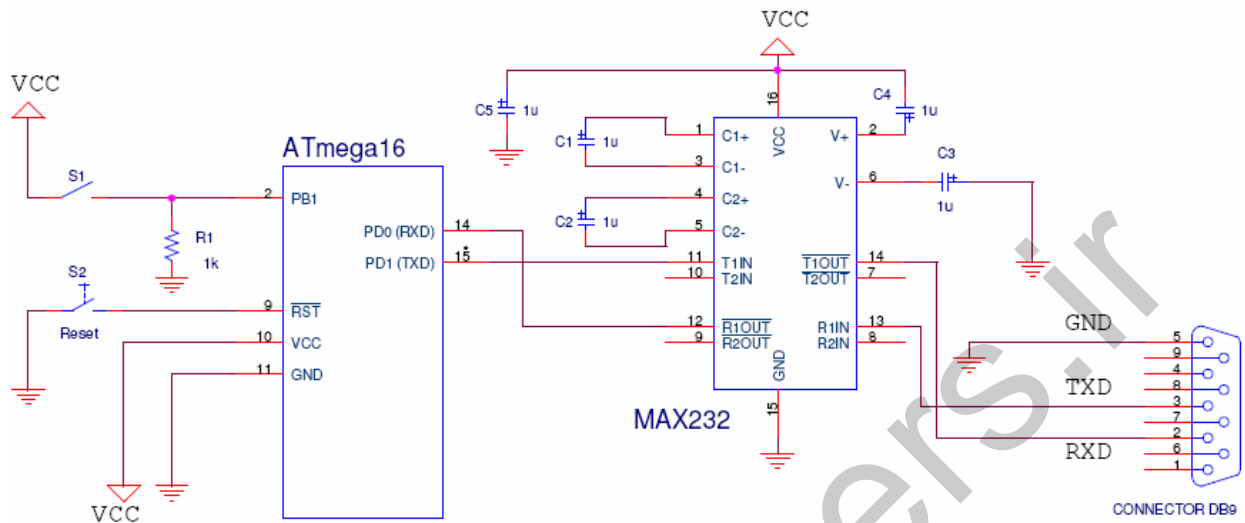 VCC
VCC
C5
1u
C4
1u
16
ATmega16
S1
2
PB1
R1
1k
S2
Reset
9
RST
10
VCC
11
GND
VCC
PD0 (RXD)
14
PD1 (TXD)
15
C1
1u
C2
1u
1
C1+
3
C1-
4
C2+
5
C2-
11
T1IN
10
T2IN
12
R1OUT
9
R2OUT
VCC
V+
2
V-
6
C3
1u
T1OUT
14
T2OUT
7
R1IN
13
R2IN
8
GND
15
MAX232
GND
TXD
RXD
5
9
4
8
3
7
2
6
1
CONNECTOR DB9
ers.ir